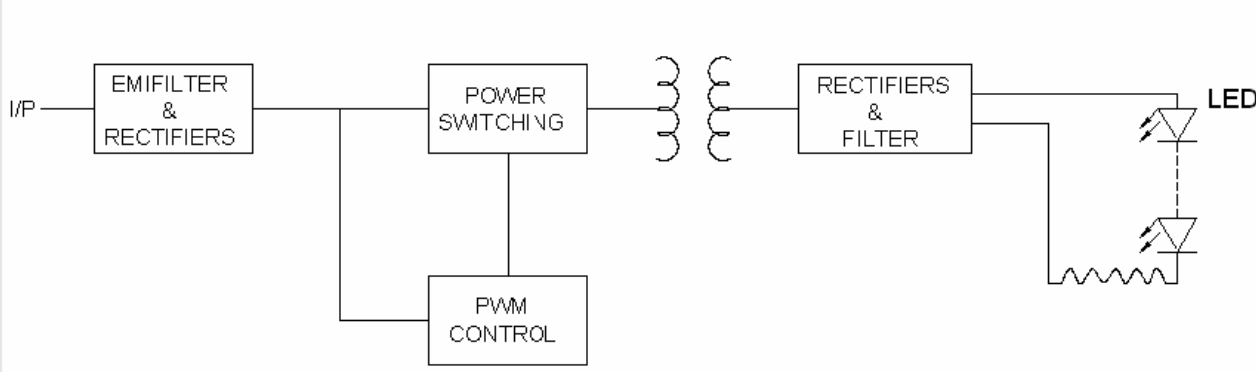 I/P
EMIFILTER
&
RECTIFIERS
POWER
SWITCHING
RECTIFIERS
&
FILTER
LED
PWM
CONTROL